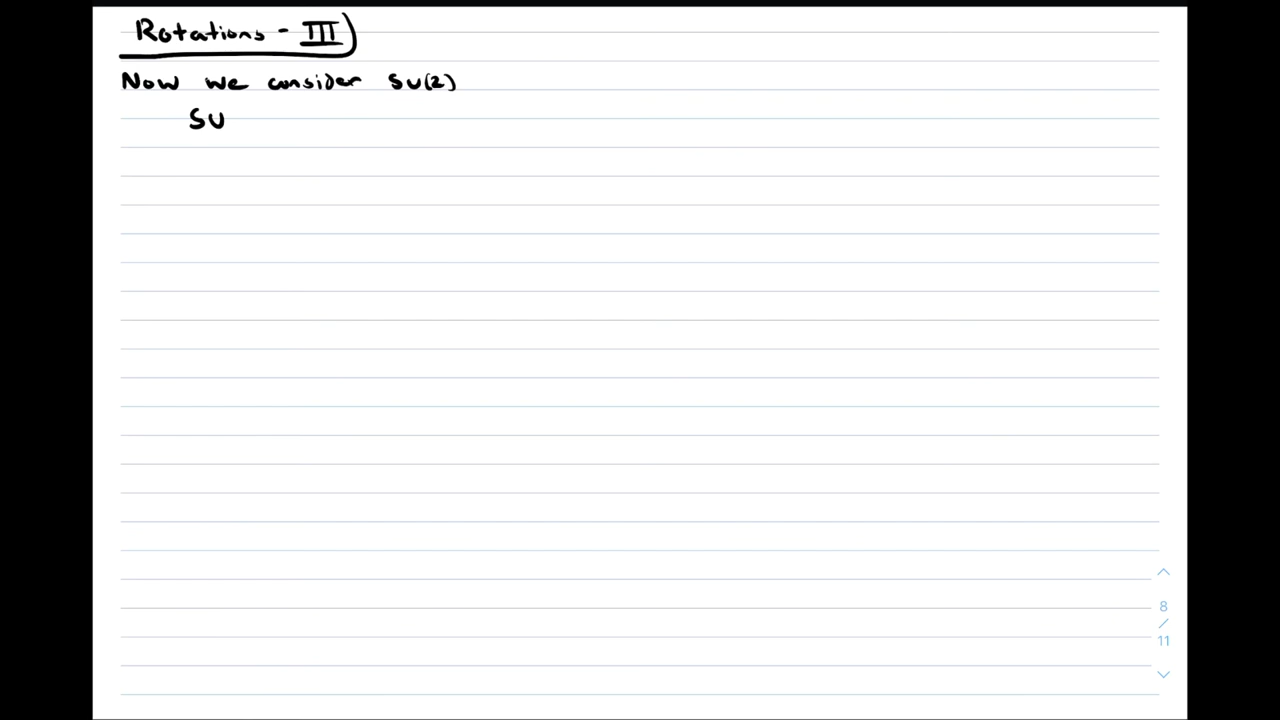 Rotations - III
Now we consider SU(2)
SU
8
/
11